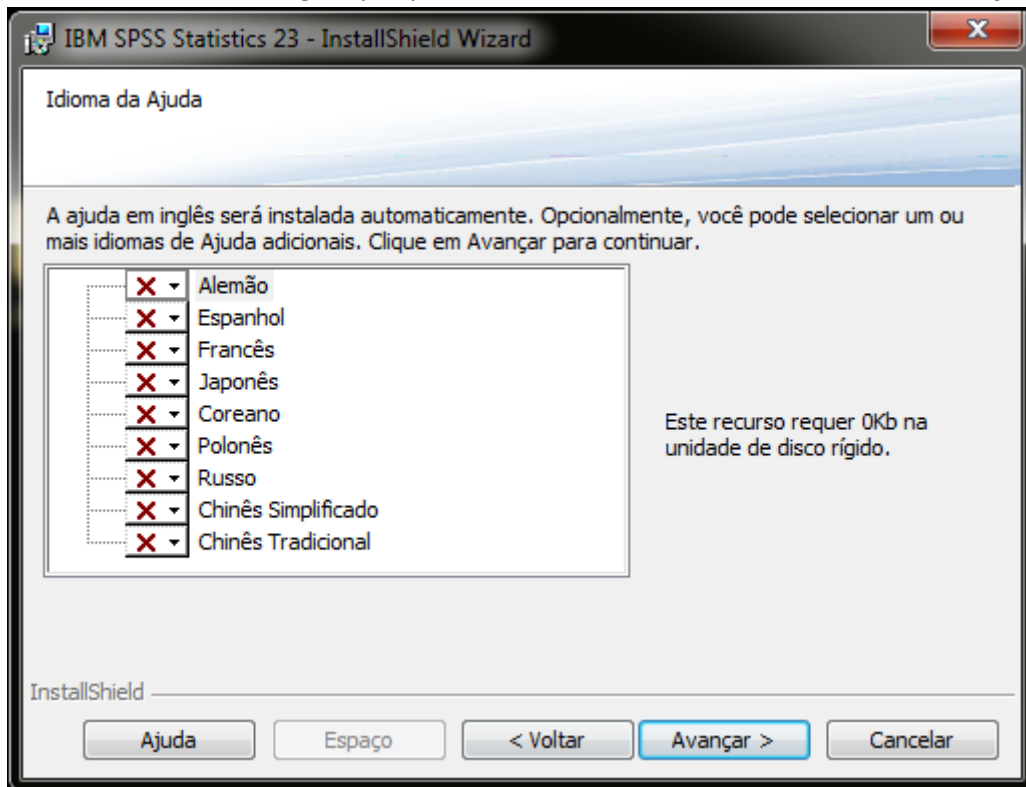 IBM SPSS Statistics 23 - InstallShield Wizard
Idioma da Ajuda
A ajuda em inglês será instalada automaticamente. Opcionalmente, você pode selecionar um ou
mais idiomas de Ajuda adicionais. Clique em Avançar para continuar.
Alemão
Espanhol
Francês
Japonês
Coreano
Polonês
Russo
Chinês Simplificado
Chinês Tradicional
Este recurso requer 0Kb na
unidade de disco rígido.
InstallShield
Ajuda
Espaço
< Voltar
Avançar >
Cancelar